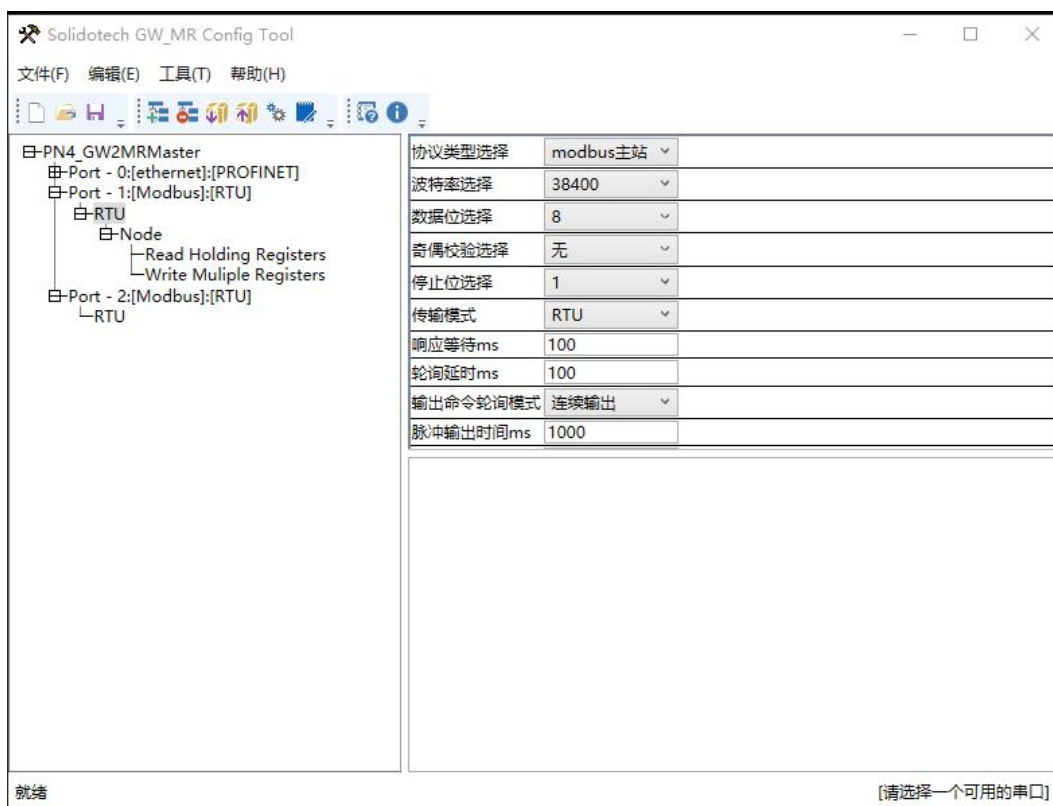 Solidotech GW_MR Config Tool
文件(F) 编辑(E) 工具(T) 帮助(H)
PN4_GW2MRMaster
Port - 0:[ethernet]:[PROFINET]
Port - 1:[Modbus]:[RTU]
RTU
Node
Read Holding Registers
Write Muliple Registers
Port - 2:[Modbus]:[RTU]
RTU
协议类型选择 modbus主站
波特率选择 38400
数据位选择 8
奇偶校验选择 无
停止位选择 1
传输模式 RTU
响应等待ms 100
轮询延时ms 100
输出命令轮询模式 连续输出
脉冲输出时间ms 1000
就绪 [请选择一个可用的串口]